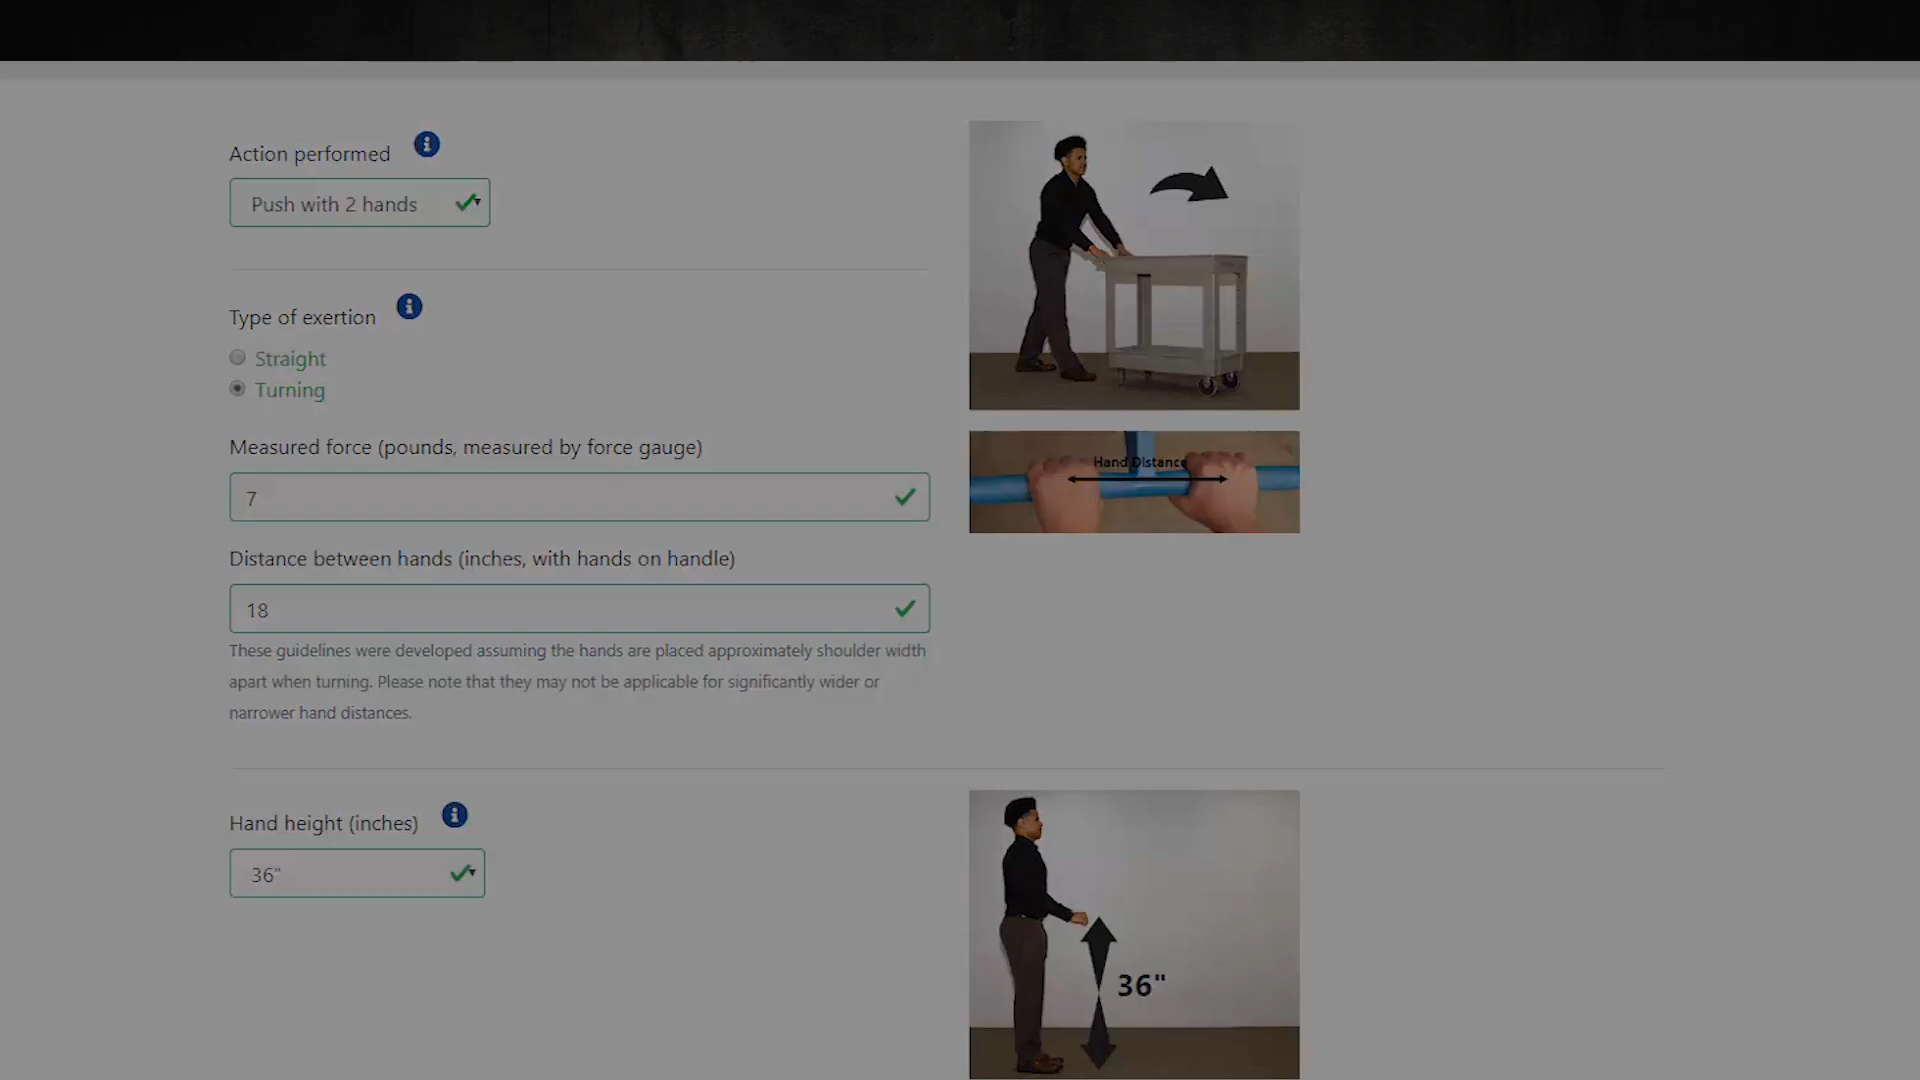 Action performed
Push with 2 hands
Type of exertion
Straight
Turning
Measured force (pounds, measured by force gauge)
7
Hand Distance
Distance between hands (inches, with hands on handle)
18
These guidelines were developed assuming the hands are placed approximately shoulder width
apart when turning. Please note that they may not be applicable for significantly wider or
narrower hand distances.
Hand height (inches)
36"
36"